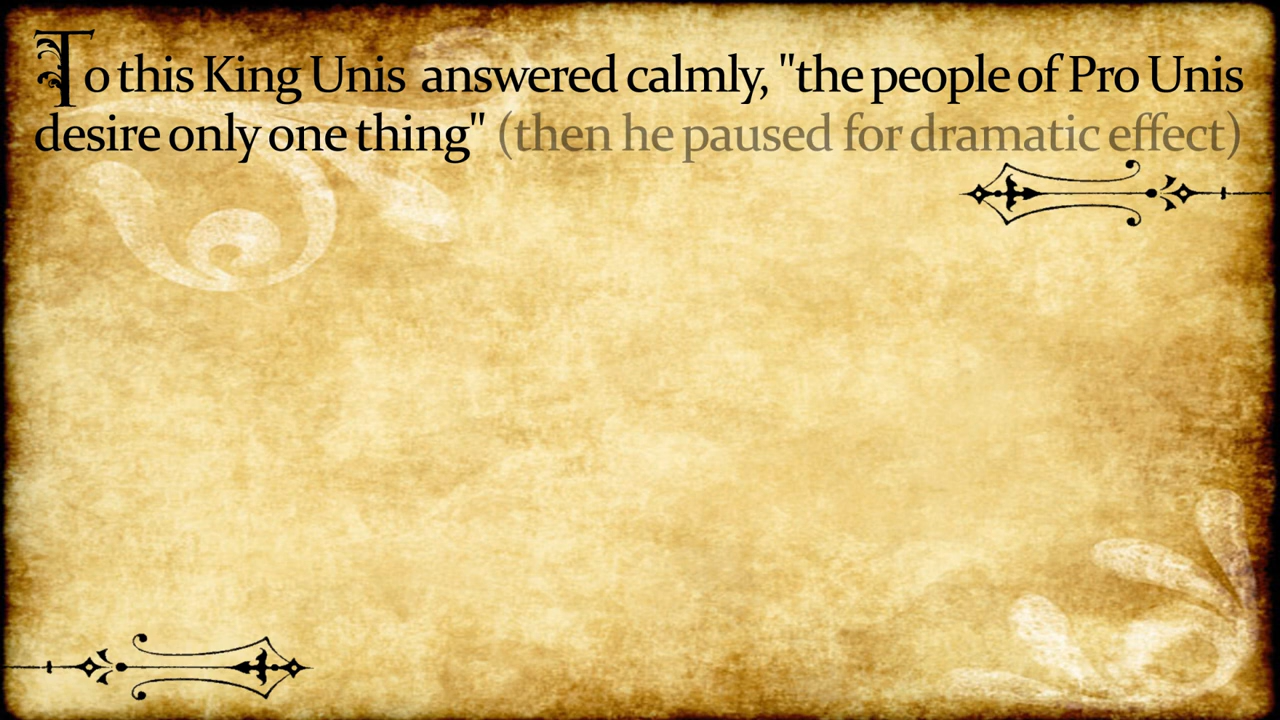 To this King Unis answered calmly, "the people of Pro Unis
desire only one thing" (then he paused for dramatic effect)